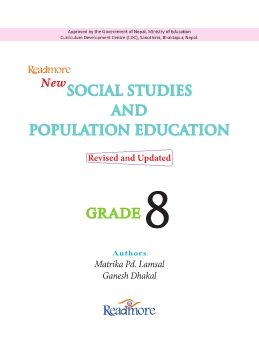 Approved by the Government of Nepal, Ministry of Education
Curriculum Development Centre (CDC), Sanothimi, Bhaktapur, Nepal.
Readmore
New SOCIAL STUDIES
AND
POPULATION EDUCATION
Revised and Updated
GRADE 8
Authors
Matrika Pd. Lamsal
Ganesh Dhakal
Readmore